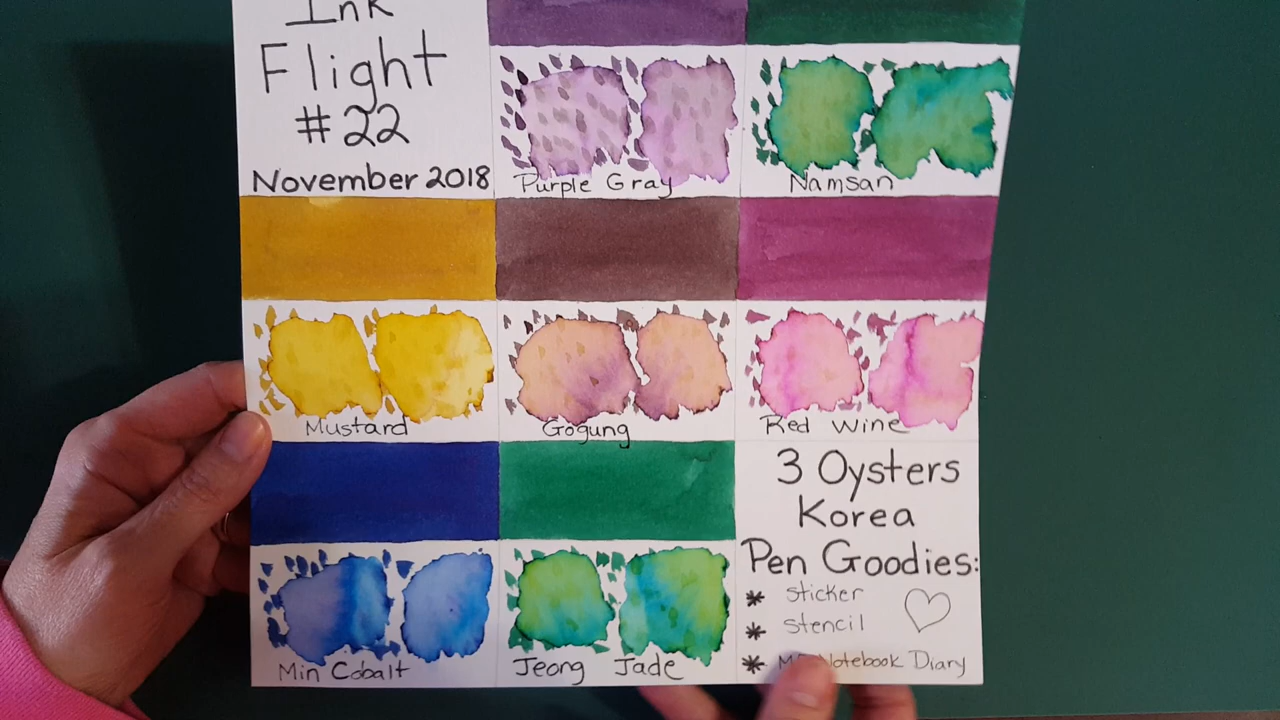 Ink
Flight
#22
November 2018
Purple Gray
Namsan
Mustard
Gogung
Red Wine
Min Cobalt
Jeong Jade
3 Oysters
Korea
Pen Goodies:
* sticker
* stencil
* Notebook Diary